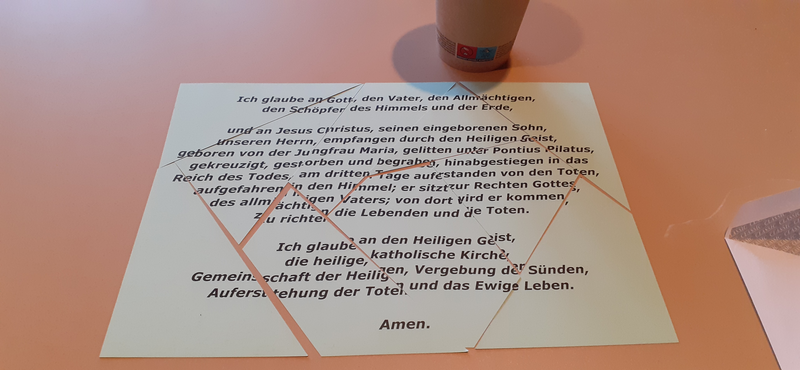 Ich glaube an Gott, den Vater, den Allmächtigen,
den Schöpfer des Himmels und der Erde,
und an Jesus Christus, seinen eingeborenen Sohn,
unseren Herrn, empfangen durch den Heiligen Geist,
geboren von der Jungfrau Maria, gelitten unter Pontius Pilatus,
gekreuzigt, gestorben und begraben, hinabgestiegen in das
Reich des Todes, am dritten Tage auferstanden von den Toten,
aufgefahren in den Himmel; er sitzt zur Rechten Gottes,
des allmächtigen Vaters; von dort wird er kommen,
zu richten die Lebenden und die Toten.
Ich glaube an den Heiligen Geist,
die heilige, katholische Kirche,
Gemeinschaft der Heiligen, Vergebung der Sünden,
Auferstehung der Toten und das Ewige Leben.
Amen.